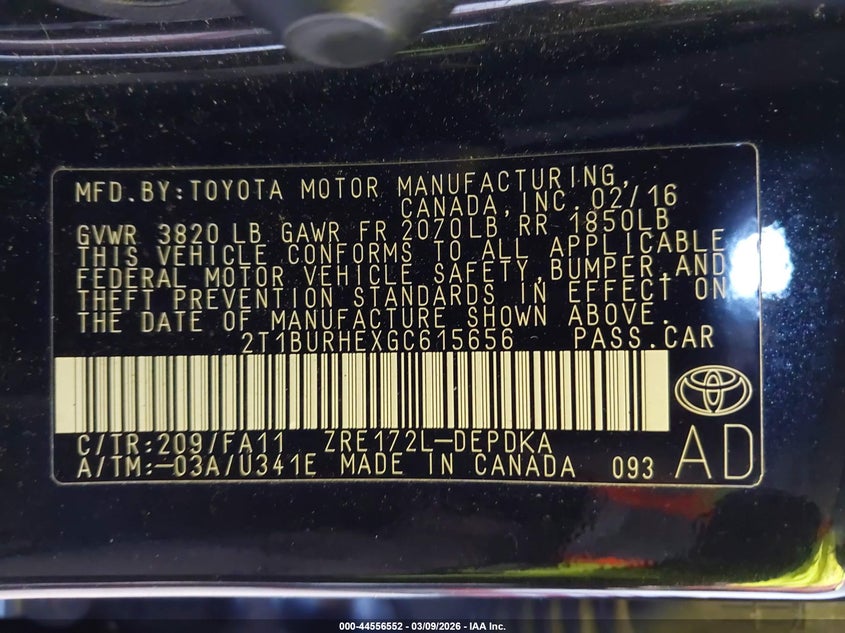 MFD.BY:TOYOTA MOTOR MANUFACTURING,
CANADA,INC.02/16
GVWR 3820 LB GAWR FR 2070LB RR 1850LB
THIS VEHICLE CONFORMS TO ALL APPLICABLE
FEDERAL MOTOR VEHICLE SAFETY,BUMPER,AND
THEFT PREVENTION STANDARDS IN EFFECT ON
THE DATE OF MANUFACTURE SHOWN ABOVE.
2T1BURHEXGC615656 PASS.CAR
C/TR:209/FA11 ZRE172L-DEPDKA
A/TM:-03A/U341E MADE IN CANADA 093
AD
000-44556552 — 03/09/2026 — IAA Inc.